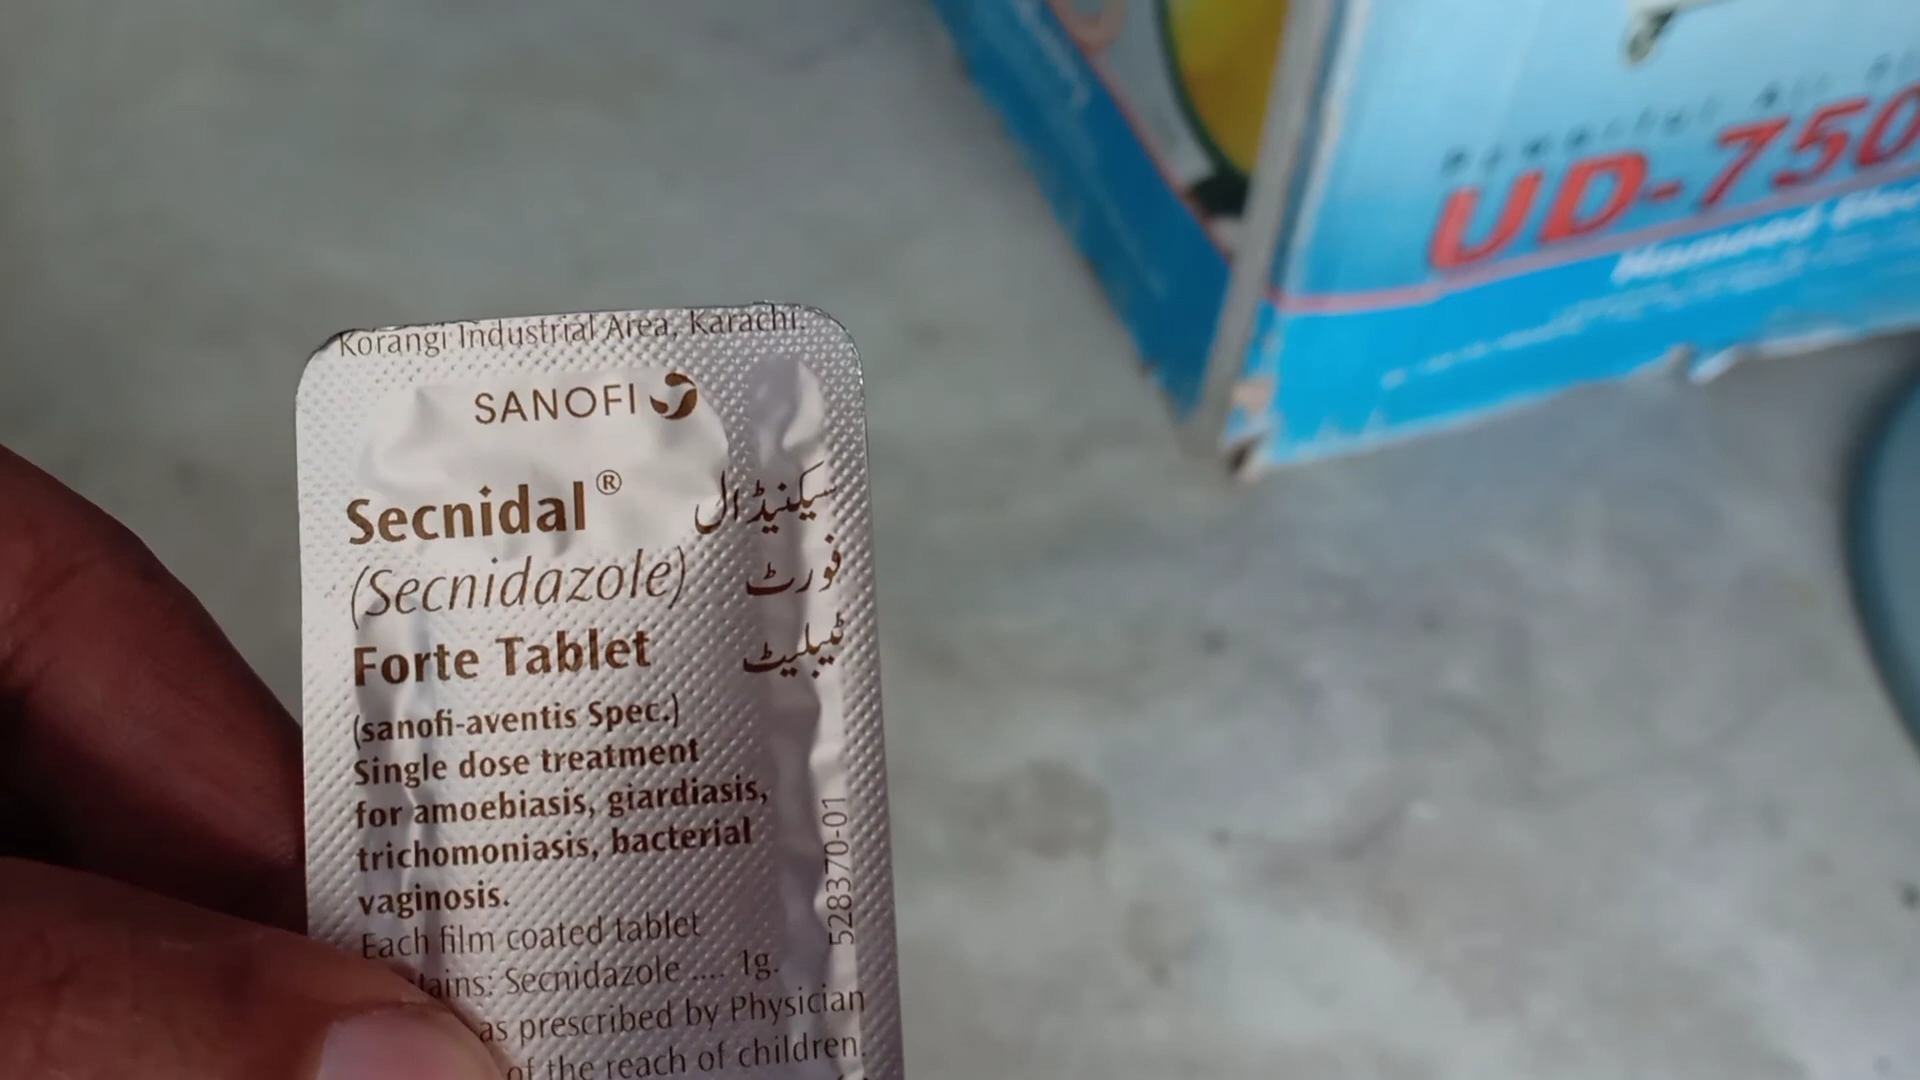 Korangi Industrial Area, Karachi.
SANOFI
Secnidal®
(Secnidazole)
Forte Tablet
سیکنیڈال
فورٹ
ٹیبلیٹ
(sanofi-aventis Spec.)
Single dose treatment
for amoebiasis, giardiasis,
trichomoniasis, bacterial
vaginosis.
Each film coated tablet
tains: Secnidazole .... 1g.
as prescribed by Physician
of the reach of children.
528370-01
UD-750